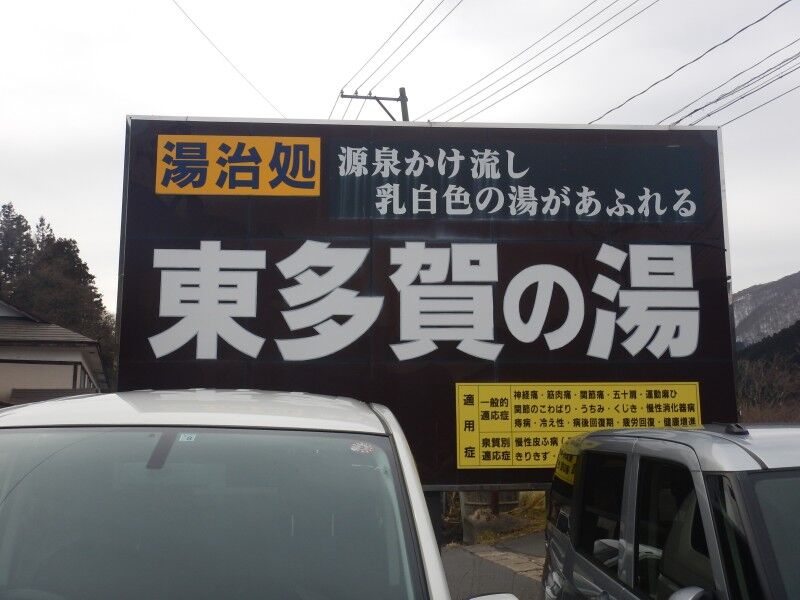 湯治処
源泉かけ流し
乳白色の湯があふれる
東多賀の湯
適用症
一般的
適応症
神経痛・筋肉痛・関節痛・五十肩・運動麻ひ
関節のこわばり・うちみ・くじき・慢性消化器病
痔病・冷え性・病後回復期・疲労回復・健康増進
泉質別
適応症
慢性皮ふ病
きりきず・